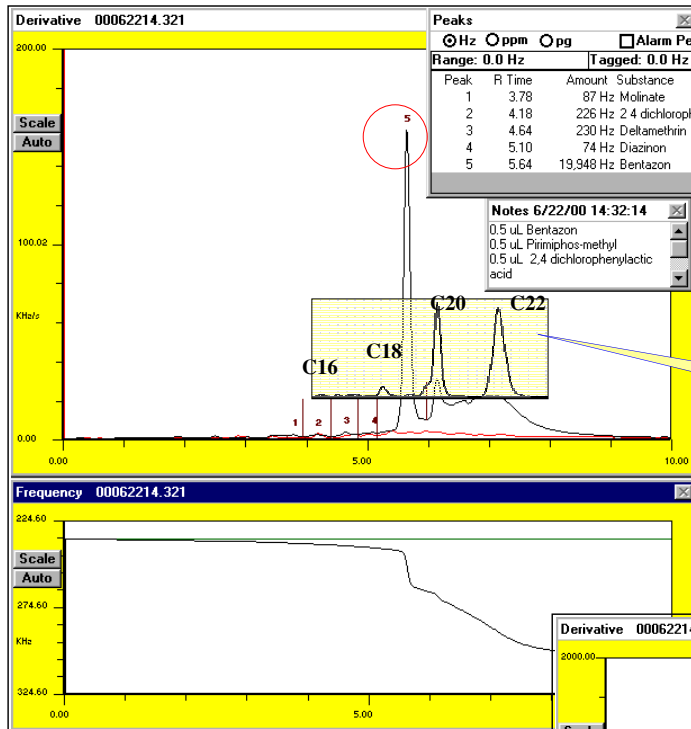 Derivative 00062214.321
200.00
Scale
Auto
100.02
KHz/s
0.00
0.00
5.00
10.00
5
C16
C18
C20
C22
1
2
3
4
Peaks
Hz ppm pg Alarm Pe
Range: 0.0 Hz Tagged: 0.0 Hz
Peak R Time Amount Substance
1 3.78 87 Hz Molinate
2 4.18 226 Hz 2 4 dichloroph
3 4.64 230 Hz Deltamethrin
4 5.10 74 Hz Diazinon
5 5.64 19,948 Hz Bentazon
Notes 6/22/00 14:32:14
0.5 uL Bentazon
0.5 uL Pirimiphos-methyl
0.5 uL 2,4 dichlorophenylactic
acid
Frequency 00062214.321
224.60
Scale
Auto
274.60
KHz
324.60
0.00
5.00
Derivative 0006221
2000.00